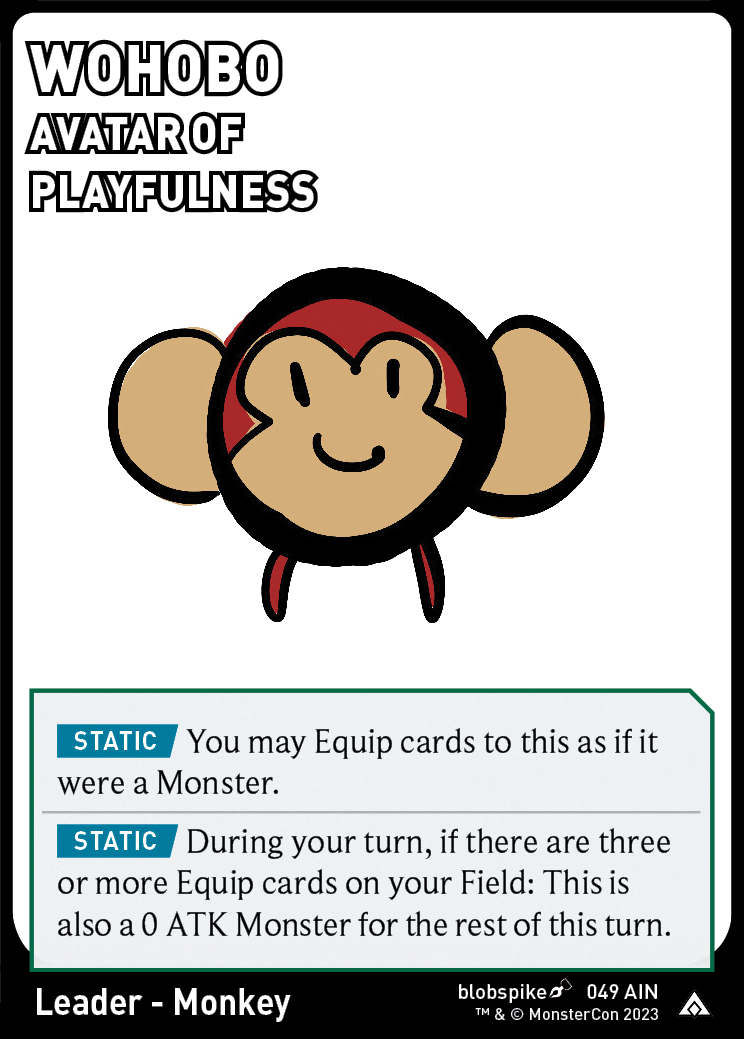 WOHOBO
AVATAR OF
PLAYFULNESS
STATIC You may Equip cards to this as if it
were a Monster.
STATIC During your turn, if there are three
or more Equip cards on your Field: This is
also a 0 ATK Monster for the rest of this turn.
Leader - Monkey
blobspike 049 AIN
™ & © MonsterCon 2023